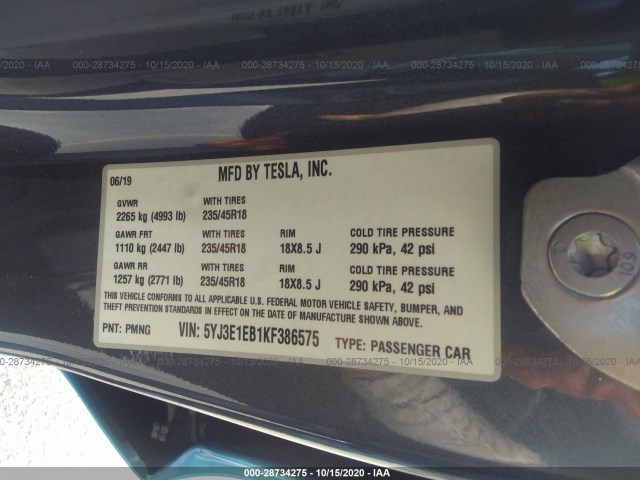 000-28734275 - 10/15/2020 - IAA
MFD BY TESLA, INC.
06/19
GVWR WITH TIRES
2265 kg (4993 lb) 235/45R18
GAWR FRT WITH TIRES RIM COLD TIRE PRESSURE
1110 kg (2447 lb) 235/45R18 18X8.5 J 290 kPa, 42 psi
GAWR RR WITH TIRES RIM COLD TIRE PRESSURE
1257 kg (2771 lb) 235/45R18 18X8.5 J 290 kPa, 42 psi
THIS VEHICLE CONFORMS TO ALL APPLICABLE U.S. FEDERAL MOTOR VEHICLE SAFETY, BUMPER, AND
THEFT PREVENTION STANDARDS IN EFFECT ON THE DATE OF MANUFACTURE SHOWN ABOVE.
PNT: PMNG VIN: 5YJ3E1EB1KF386575 TYPE: PASSENGER CAR
10.9
000-28734275 - 10/15/2020 - IAA